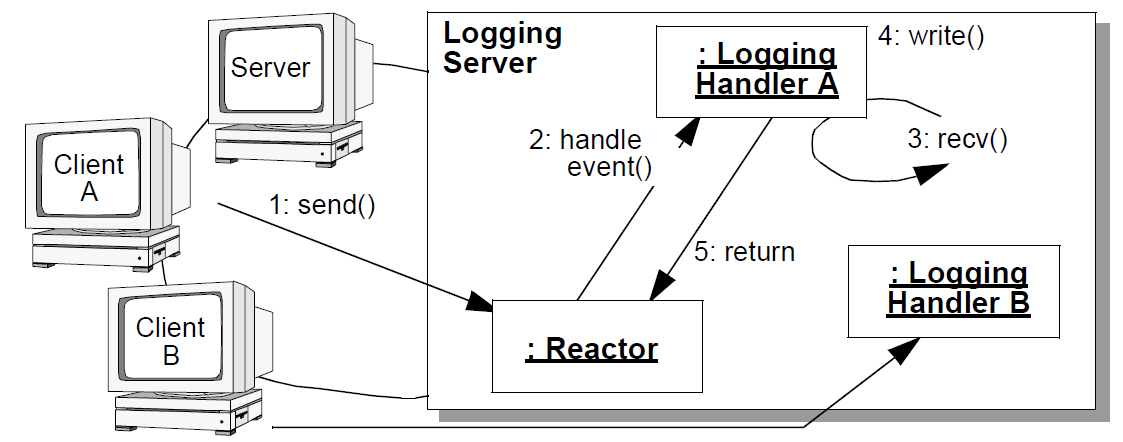 Server
Client
A
Client
B
Logging
Server
: Logging
Handler A
4: write()
3: recv()
2: handle
event()
1: send()
5: return
: Logging
Handler B
: Reactor